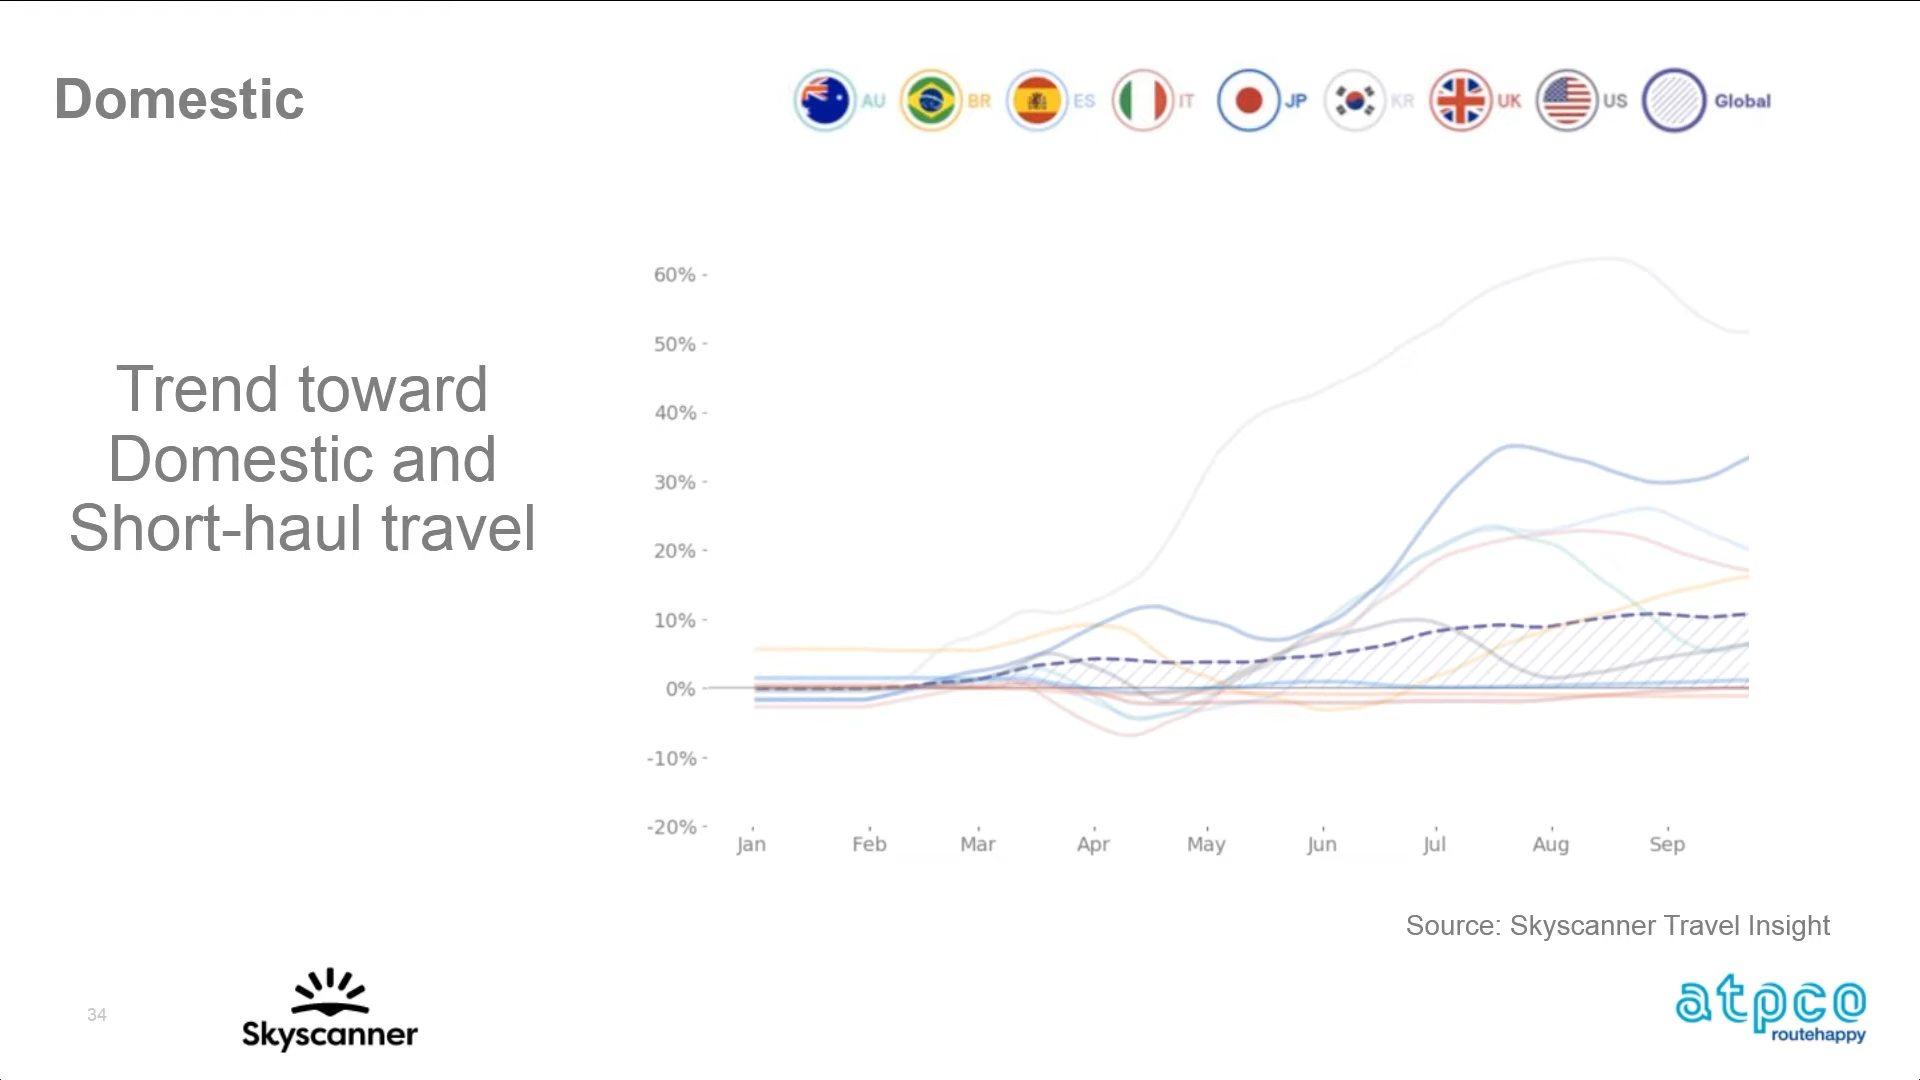 Domestic
AU BR ES IT JP KR UK US Global
Trend toward
Domestic and
Short-haul travel
60%
50%
40%
30%
20%
10%
0%
-10%
-20%
Jan Feb Mar Apr May Jun Jul Aug Sep
Source: Skyscanner Travel Insight
34
Skyscanner
atpco
routehappy